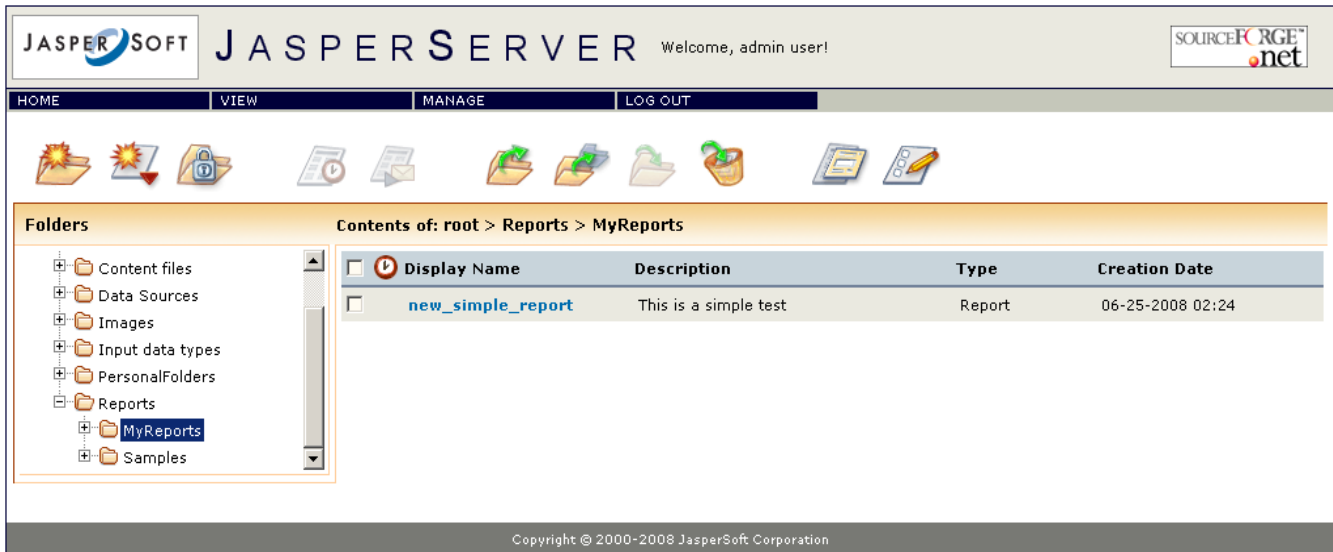 JASPERSOFT JASPERSERVER Welcome, admin user! SOURCEFORGE™
.net
HOME VIEW MANAGE LOG OUT
Folders Contents of: root > Reports > MyReports
Content files
Data Sources
Images
Input data types
PersonalFolders
Reports
MyReports
Samples
Display Name Description Type Creation Date
new_simple_report This is a simple test Report 06-25-2008 02:24
Copyright © 2000-2008 JasperSoft Corporation